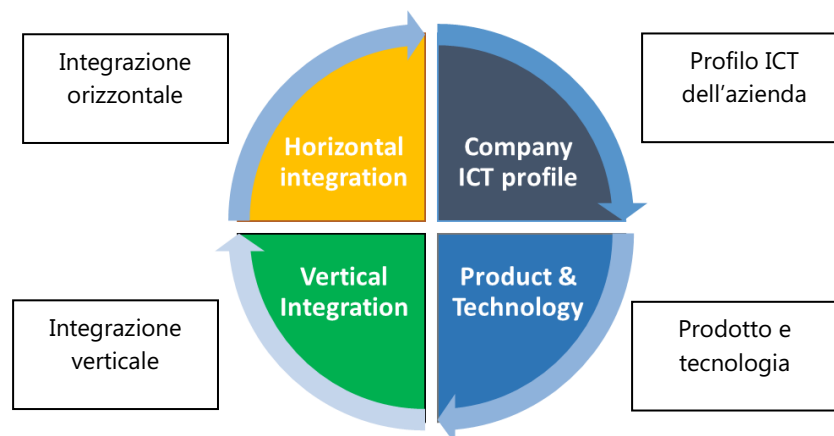 Integrazione
orizzontale
Profilo ICT
dell'azienda
Horizontal
integration
Company
ICT profile
Vertical
Integration
Product &
Technology
Integrazione
verticale
Prodotto e
tecnologia